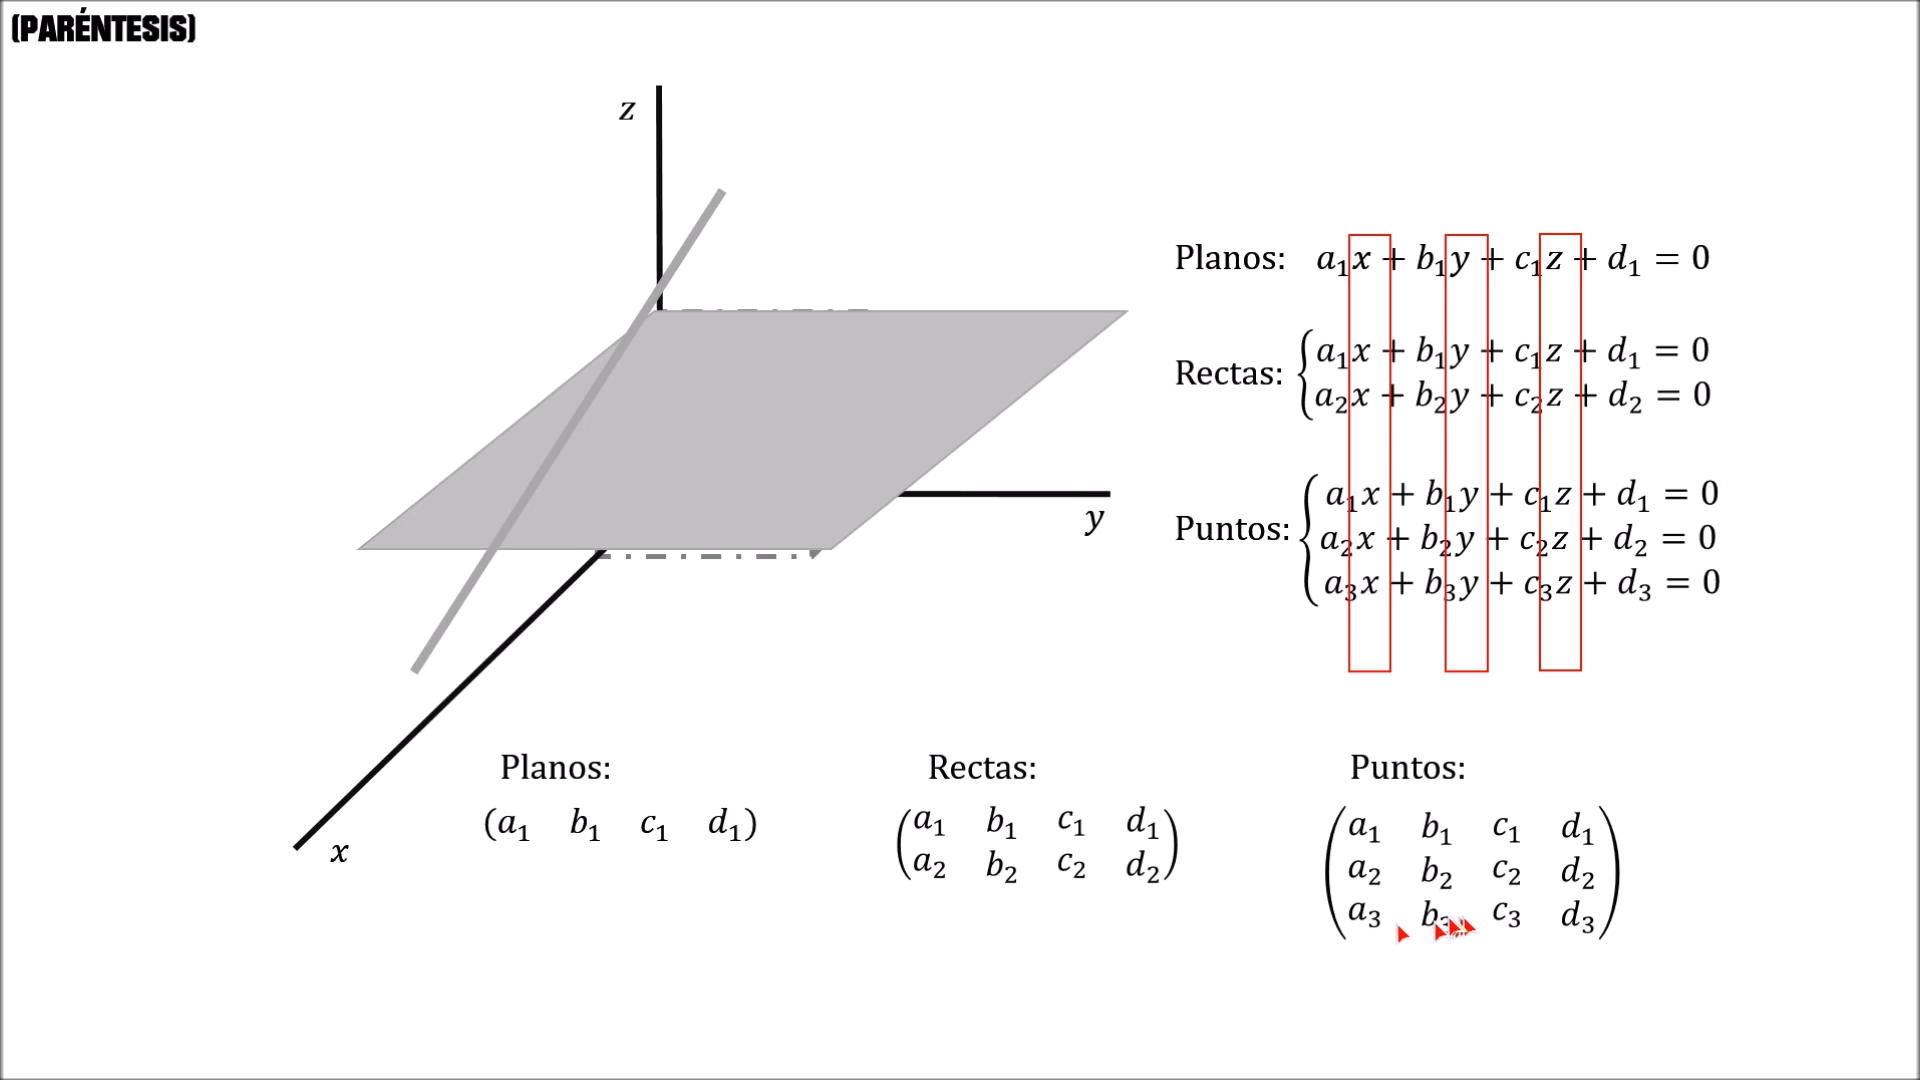 (PARÉNTESIS)
z
y
x
Planos: a₁x + b₁y + c₁z + d₁ = 0
Rectas: { a₁x + b₁y + c₁z + d₁ = 0
a₂x + b₂y + c₂z + d₂ = 0
Puntos: { a₁x + b₁y + c₁z + d₁ = 0
a₂x + b₂y + c₂z + d₂ = 0
a₃x + b₃y + c₃z + d₃ = 0
Planos:
(a₁ b₁ c₁ d₁)
Rectas:
(a₁ b₁ c₁ d₁
a₂ b₂ c₂ d₂)
Puntos:
(a₁ b₁ c₁ d₁
a₂ b₂ c₂ d₂
a₃ b₃ c₃ d₃)